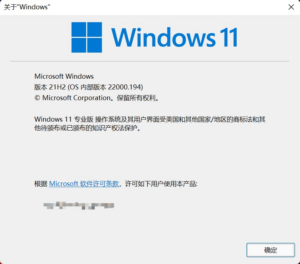 关于"Windows"
Windows 11
Microsoft Windows
版本 21H2 (OS 内部版本 22000.194)
© Microsoft Corporation。保留所有权利。
Windows 11 专业版 操作系统及其用户界面受美国和其他国家/地区的商标法和其
他待颁布或已颁布的知识产权法保护。
根据 Microsoft 软件许可条款，许可如下用户使用本产品:
确定